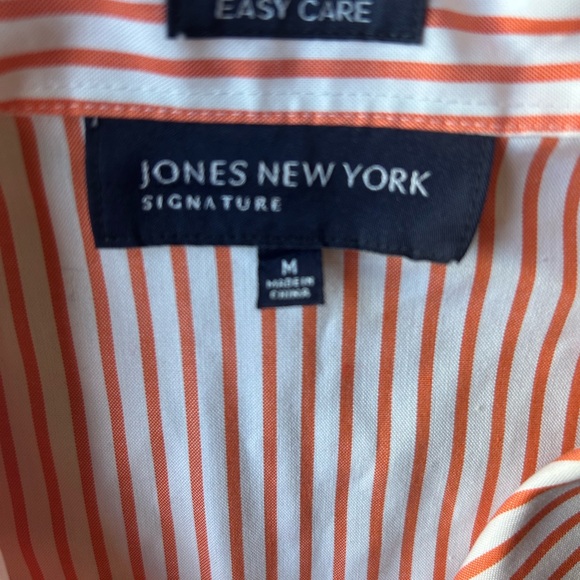 EASY CARE
JONES NEW YORK
SIGNATURE
M
MADE IN
CHINA